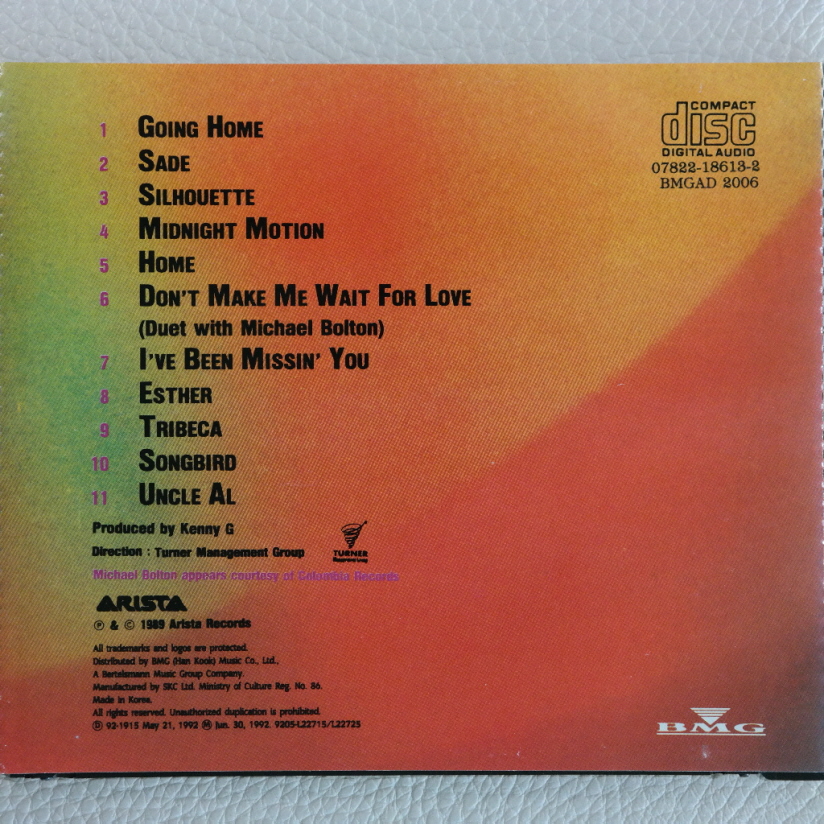 COMPACT
disc
DIGITAL AUDIO
07822-18613-2
BMGAD 2006
1 GOING HOME
2 SADE
3 SILHOUETTE
4 MIDNIGHT MOTION
5 HOME
6 DON'T MAKE ME WAIT FOR LOVE
(Duet with Michael Bolton)
7 I'VE BEEN MISSIN' YOU
8 ESTHER
9 TRIBECA
10 SONGBIRD
11 UNCLE AL
Produced by Kenny G
Direction : Turner Management Group
TURNER
Michael Bolton appears courtesy of Columbia Records
ARISTA
Ⓟ & © 1989 Arista Records
All trademarks and logos are protected.
Distributed by BMG (Han Kook) Music Co., Ltd.,
A Bertelsmann Music Group Company.
Manufactured by SKC Ltd. Ministry of Culture Reg. No. 86.
Made in Korea.
All rights reserved. Unauthorized duplication is prohibited.
Ⓓ 92-1915 May 21, 1992 Ⓜ Jun. 30, 1992. 9205-L22715/L22725
BMG